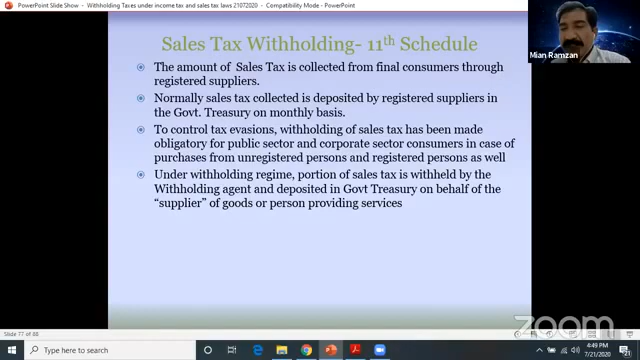 PowerPoint Slide Show - Withholding Taxes under income tax and sales tax laws 21072020 - Compatibility Mode - PowerPoint
Sales Tax Withholding- 11th Schedule
The amount of Sales Tax is collected from final consumers through
registered suppliers.
Normally sales tax collected is deposited by registered suppliers in
the Govt. Treasury on monthly basis.
To control tax evasions, withholding of sales tax has been made
obligatory for public sector and corporate sector consumers in case of
purchases from unregistered persons and registered persons as well
Under withholding regime, portion of sales tax is withheld by the
Withholding agent and deposited in Govt Treasury on behalf of the
“supplier” of goods or person providing services
Mian Ramzan
Slide 77 of 88
zoom
Type here to search
4:49 PM
7/21/2020